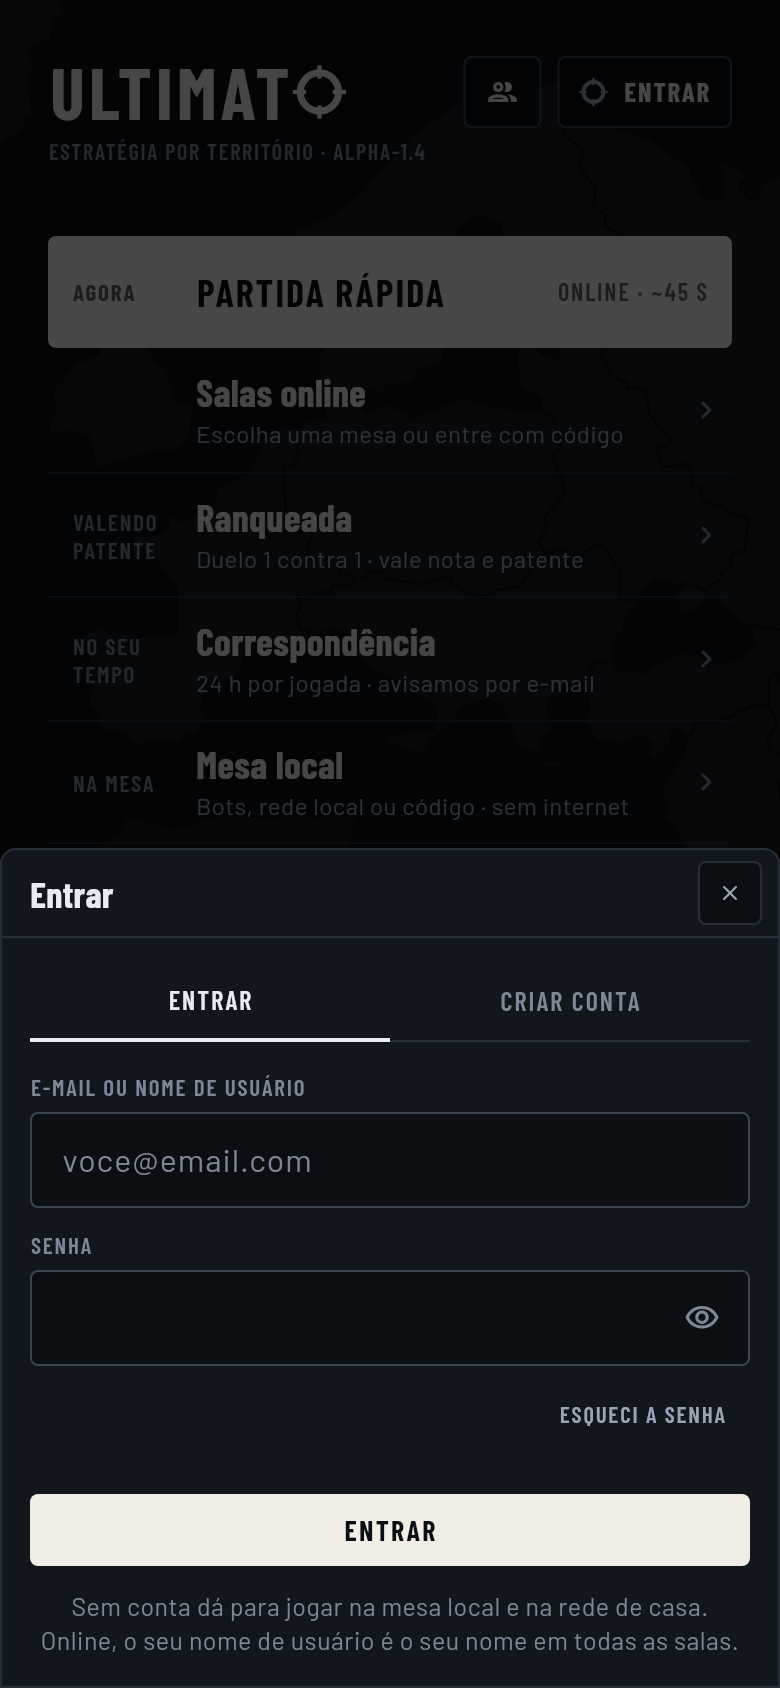 ULTIMATO
ENTRAR
ESTRATÉGIA POR TERRITÓRIO · ALPHA-1.4
AGORA
PARTIDA RÁPIDA
ONLINE · ~45 S
Salas online
Escolha uma mesa ou entre com código
VALENDO
PATENTE
Ranqueada
Duelo 1 contra 1 · vale nota e patente
NO SEU
TEMPO
Correspondência
24 h por jogada · avisamos por e-mail
NA MESA
Mesa local
Bots, rede local ou código · sem internet
Entrar
ENTRAR
CRIAR CONTA
E-MAIL OU NOME DE USUÁRIO
voce@email.com
SENHA
ESQUECI A SENHA
ENTRAR
Sem conta dá para jogar na mesa local e na rede de casa.
Online, o seu nome de usuário é o seu nome em todas as salas.